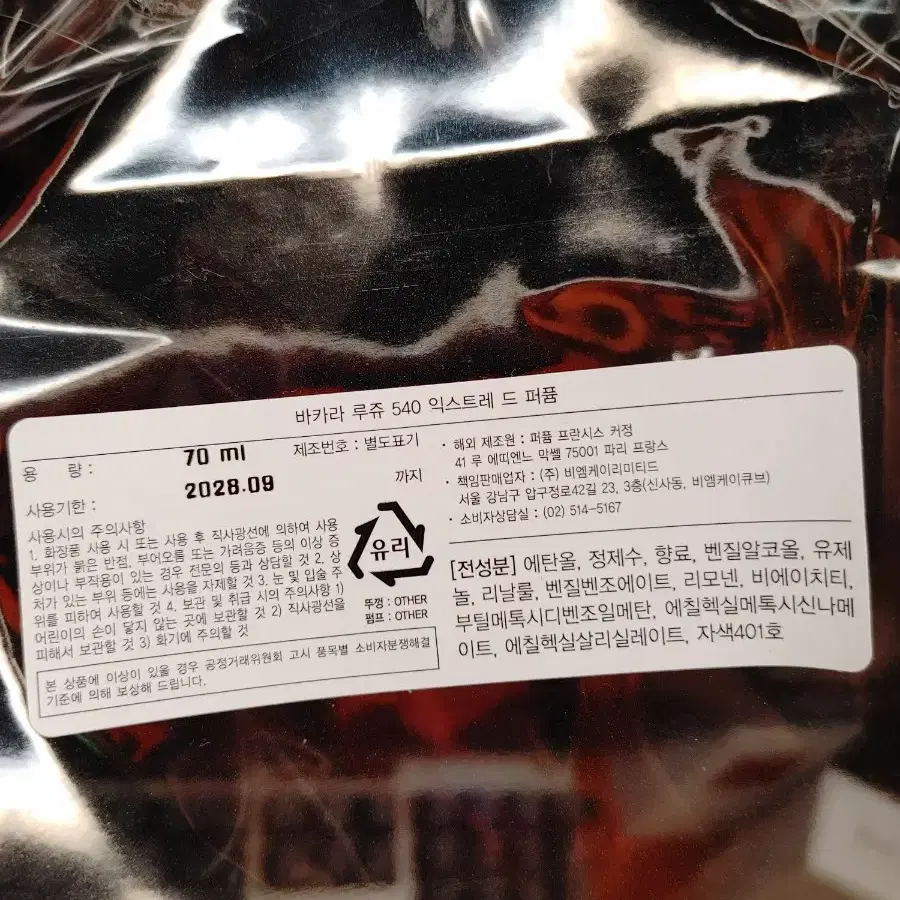 바카라 루쥬 540 익스트레 드 퍼퓸
용 량 : 70 ml 제조번호 : 별도표기
사용기한 : 2028.09 까지
사용시의 주의사항
1. 화장품 사용 시 또는 사용 후 직사광선에 의하여 사용
부위가 붉은 반점, 부어오름 또는 가려움증 등의 이상 증
상이나 부작용이 있는 경우 전문의 등과 상담할 것 2. 상
처가 있는 부위 등에는 사용을 자제할 것 3. 눈 및 입술 주
위를 피하여 사용할 것 4. 보관 및 취급 시의 주의사항 1)
어린이의 손이 닿지 않는 곳에 보관할 것 2) 직사광선을
피해서 보관할 것 3) 화기에 주의할 것
유리
뚜껑 : OTHER
펌프 : OTHER
본 상품에 이상이 있을 경우 공정거래위원회 고시 품목별 소비자분쟁해결
기준에 의해 보상해 드립니다.
· 해외 제조원 : 퍼퓸 프란시스 커정
41 루 에띠엔느 막쎌 75001 파리 프랑스
· 책임판매업자 : (주) 비엠케이리미티드
서울 강남구 압구정로42길 23, 3층(신사동, 비엠케이큐브)
· 소비자상담실 : (02) 514-5167
[전성분] 에탄올, 정제수, 향료, 벤질알코올, 유제
놀, 리날룰, 벤질벤조에이트, 리모넨, 비에이치티,
부틸메톡시디벤조일메탄, 에칠헥실메톡시신나메
이트, 에칠헥실살리실레이트, 자색401호